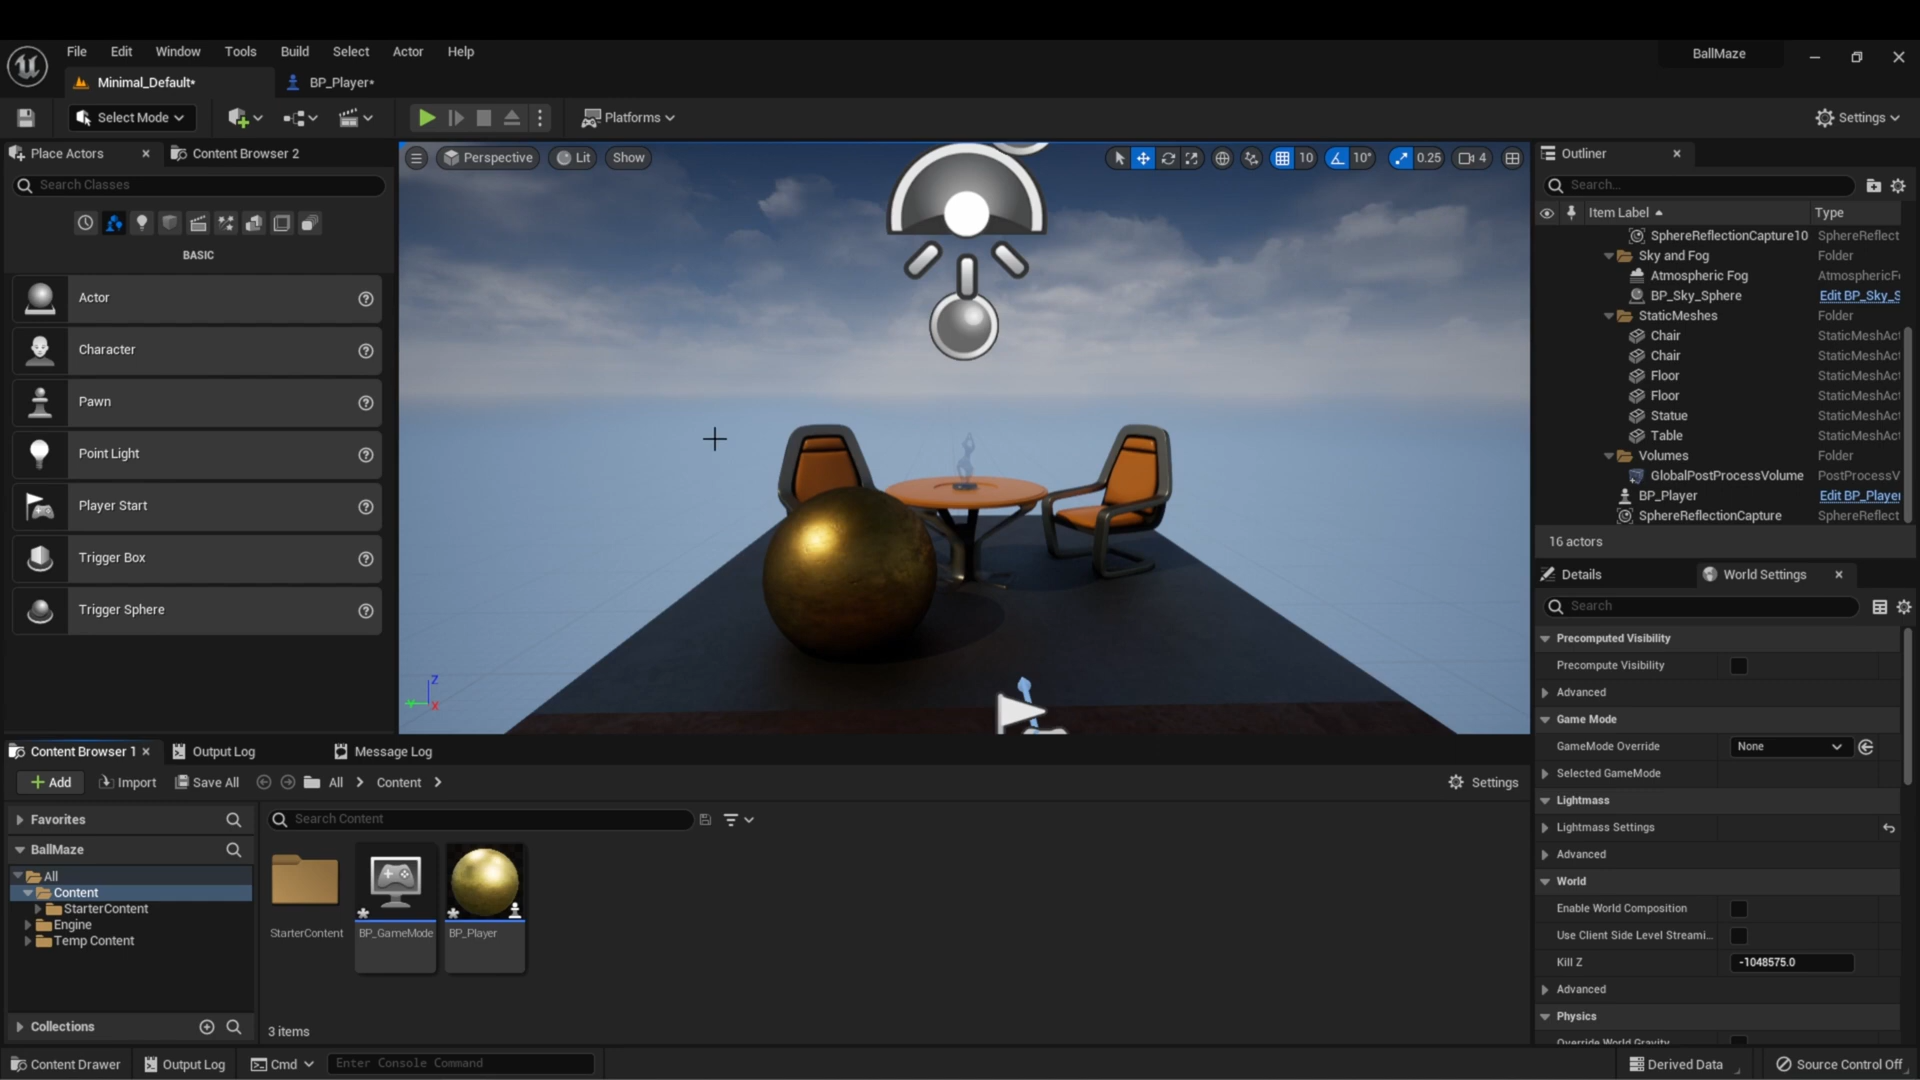 File Edit Window Tools Build Select Actor Help
BallMaze
Minimal_Default*
BP_Player*
Select Mode
Platforms
Settings
Place Actors
Content Browser 2
Search Classes
BASIC
Actor
Character
Pawn
Point Light
Player Start
Trigger Box
Trigger Sphere
Perspective Lit Show
10 10° 0.25 4
Z
Y
X
Outliner
Search...
Item Label Type
SphereReflectionCapture10 SphereReflect
Sky and Fog Folder
Atmospheric Fog AtmosphericF
BP_Sky_Sphere Edit BP_Sky_S
StaticMeshes Folder
Chair StaticMeshAct
Chair StaticMeshAct
Floor StaticMeshAct
Floor StaticMeshAct
Statue StaticMeshAct
Table StaticMeshAct
Volumes Folder
GlobalPostProcessVolume PostProcessV
BP_Player Edit BP_Player
SphereReflectionCapture SphereReflect
16 actors
Details
World Settings
Search
Precomputed Visibility
Precompute Visibility
Advanced
Game Mode
GameMode Override None
Selected GameMode
Lightmass
Lightmass Settings
Advanced
World
Enable World Composition
Use Client Side Level Streami...
Kill Z -1048575.0
Advanced
Physics
Override World Gravity
Content Browser 1
Output Log
Message Log
Add Import Save All All Content Settings
Favorites
BallMaze
All
Content
StarterContent
Engine
Temp Content
Collections
Search Content
StarterContent
BP_GameMode
BP_Player
3 items
Content Drawer Output Log Cmd Enter Console Command Derived Data Source Control Off